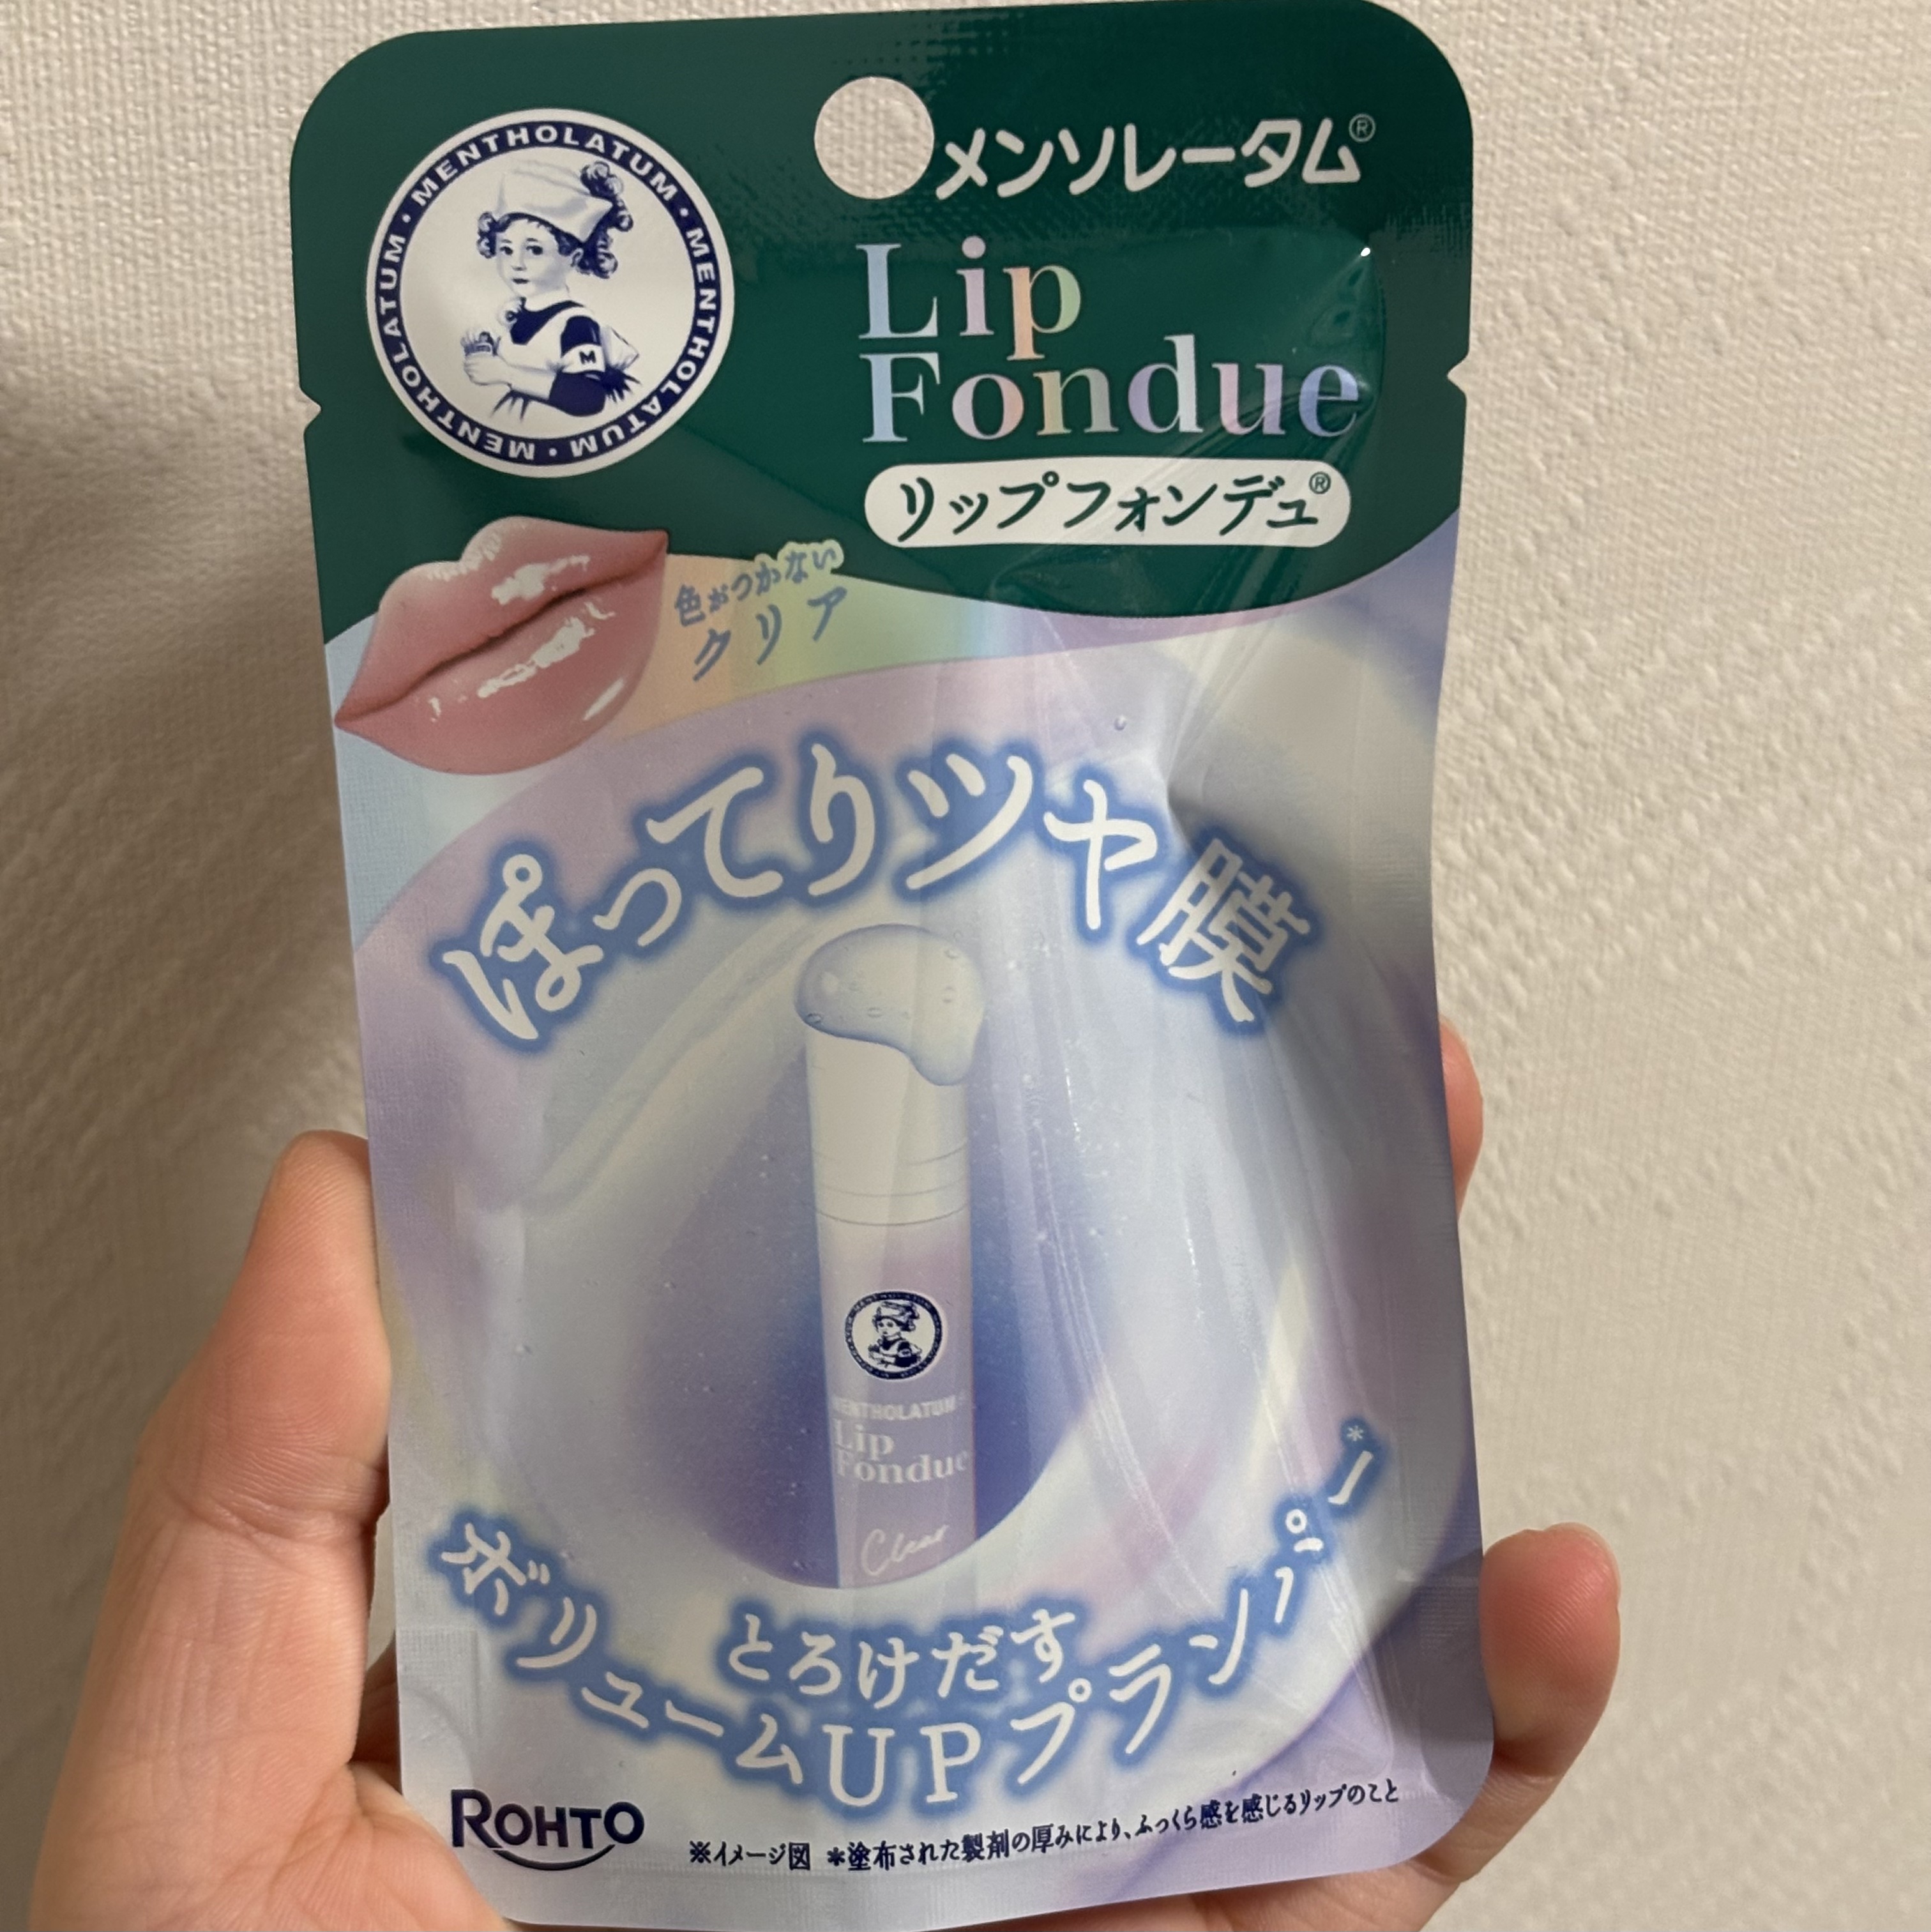 MENTHOLATUM・MENTHOLATUM・MENTHOLATUM・MENTHOLATUM・
M
メンソレータム®
Lip
Fondue
リップフォンデュ®
色がつかない
クリア
ぽってりツヤ膜
MENTHOLATUM
Lip
Fondue
Clear
とろけだす
ボリュームUPプランパー*
ROHTO
※イメージ図 *塗布された製剤の厚みにより、ふっくら感を感じるリップのこと